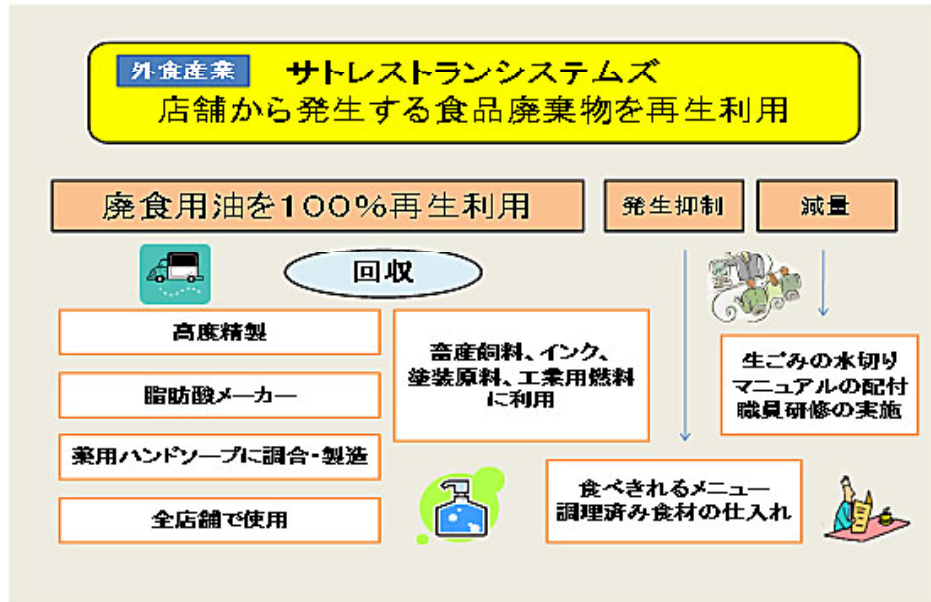 外食産業 サトレストランシステムズ
店舗から発生する食品廃棄物を再生利用
廃食用油を100%再生利用
発生抑制
減量
回収
高度精製
脂肪酸メーカー
薬用ハンドソープに調合・製造
全店舗で使用
畜産飼料、インク、
塗装原料、工業用燃料
に利用
生ごみの水切り
マニュアルの配付
職員研修の実施
食べきれるメニュー
調理済み食材の仕入れ